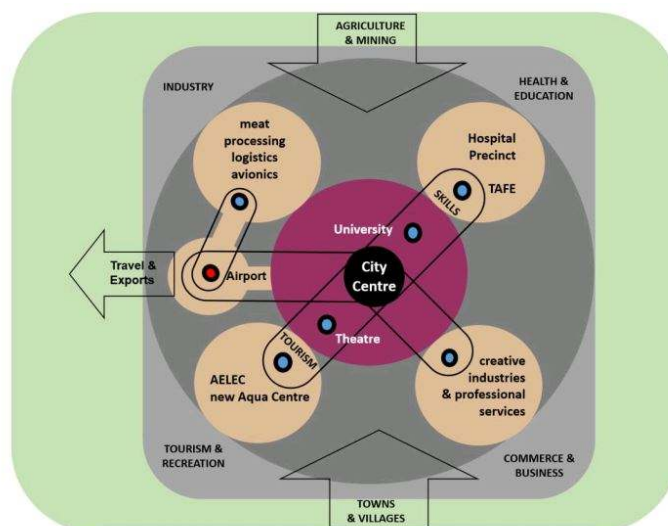 AGRICULTURE
& MINING
INDUSTRY
HEALTH &
EDUCATION
meat
processing
logistics
avionics
Hospital
Precinct
TAFE
SKILLS
University
Travel &
Exports
Airport
City
Centre
Theatre
TOURISM
AELEC
new Aqua Centre
creative
industries
& professional
services
TOURISM &
RECREATION
COMMERCE &
BUSINESS
TOWNS
& VILLAGES